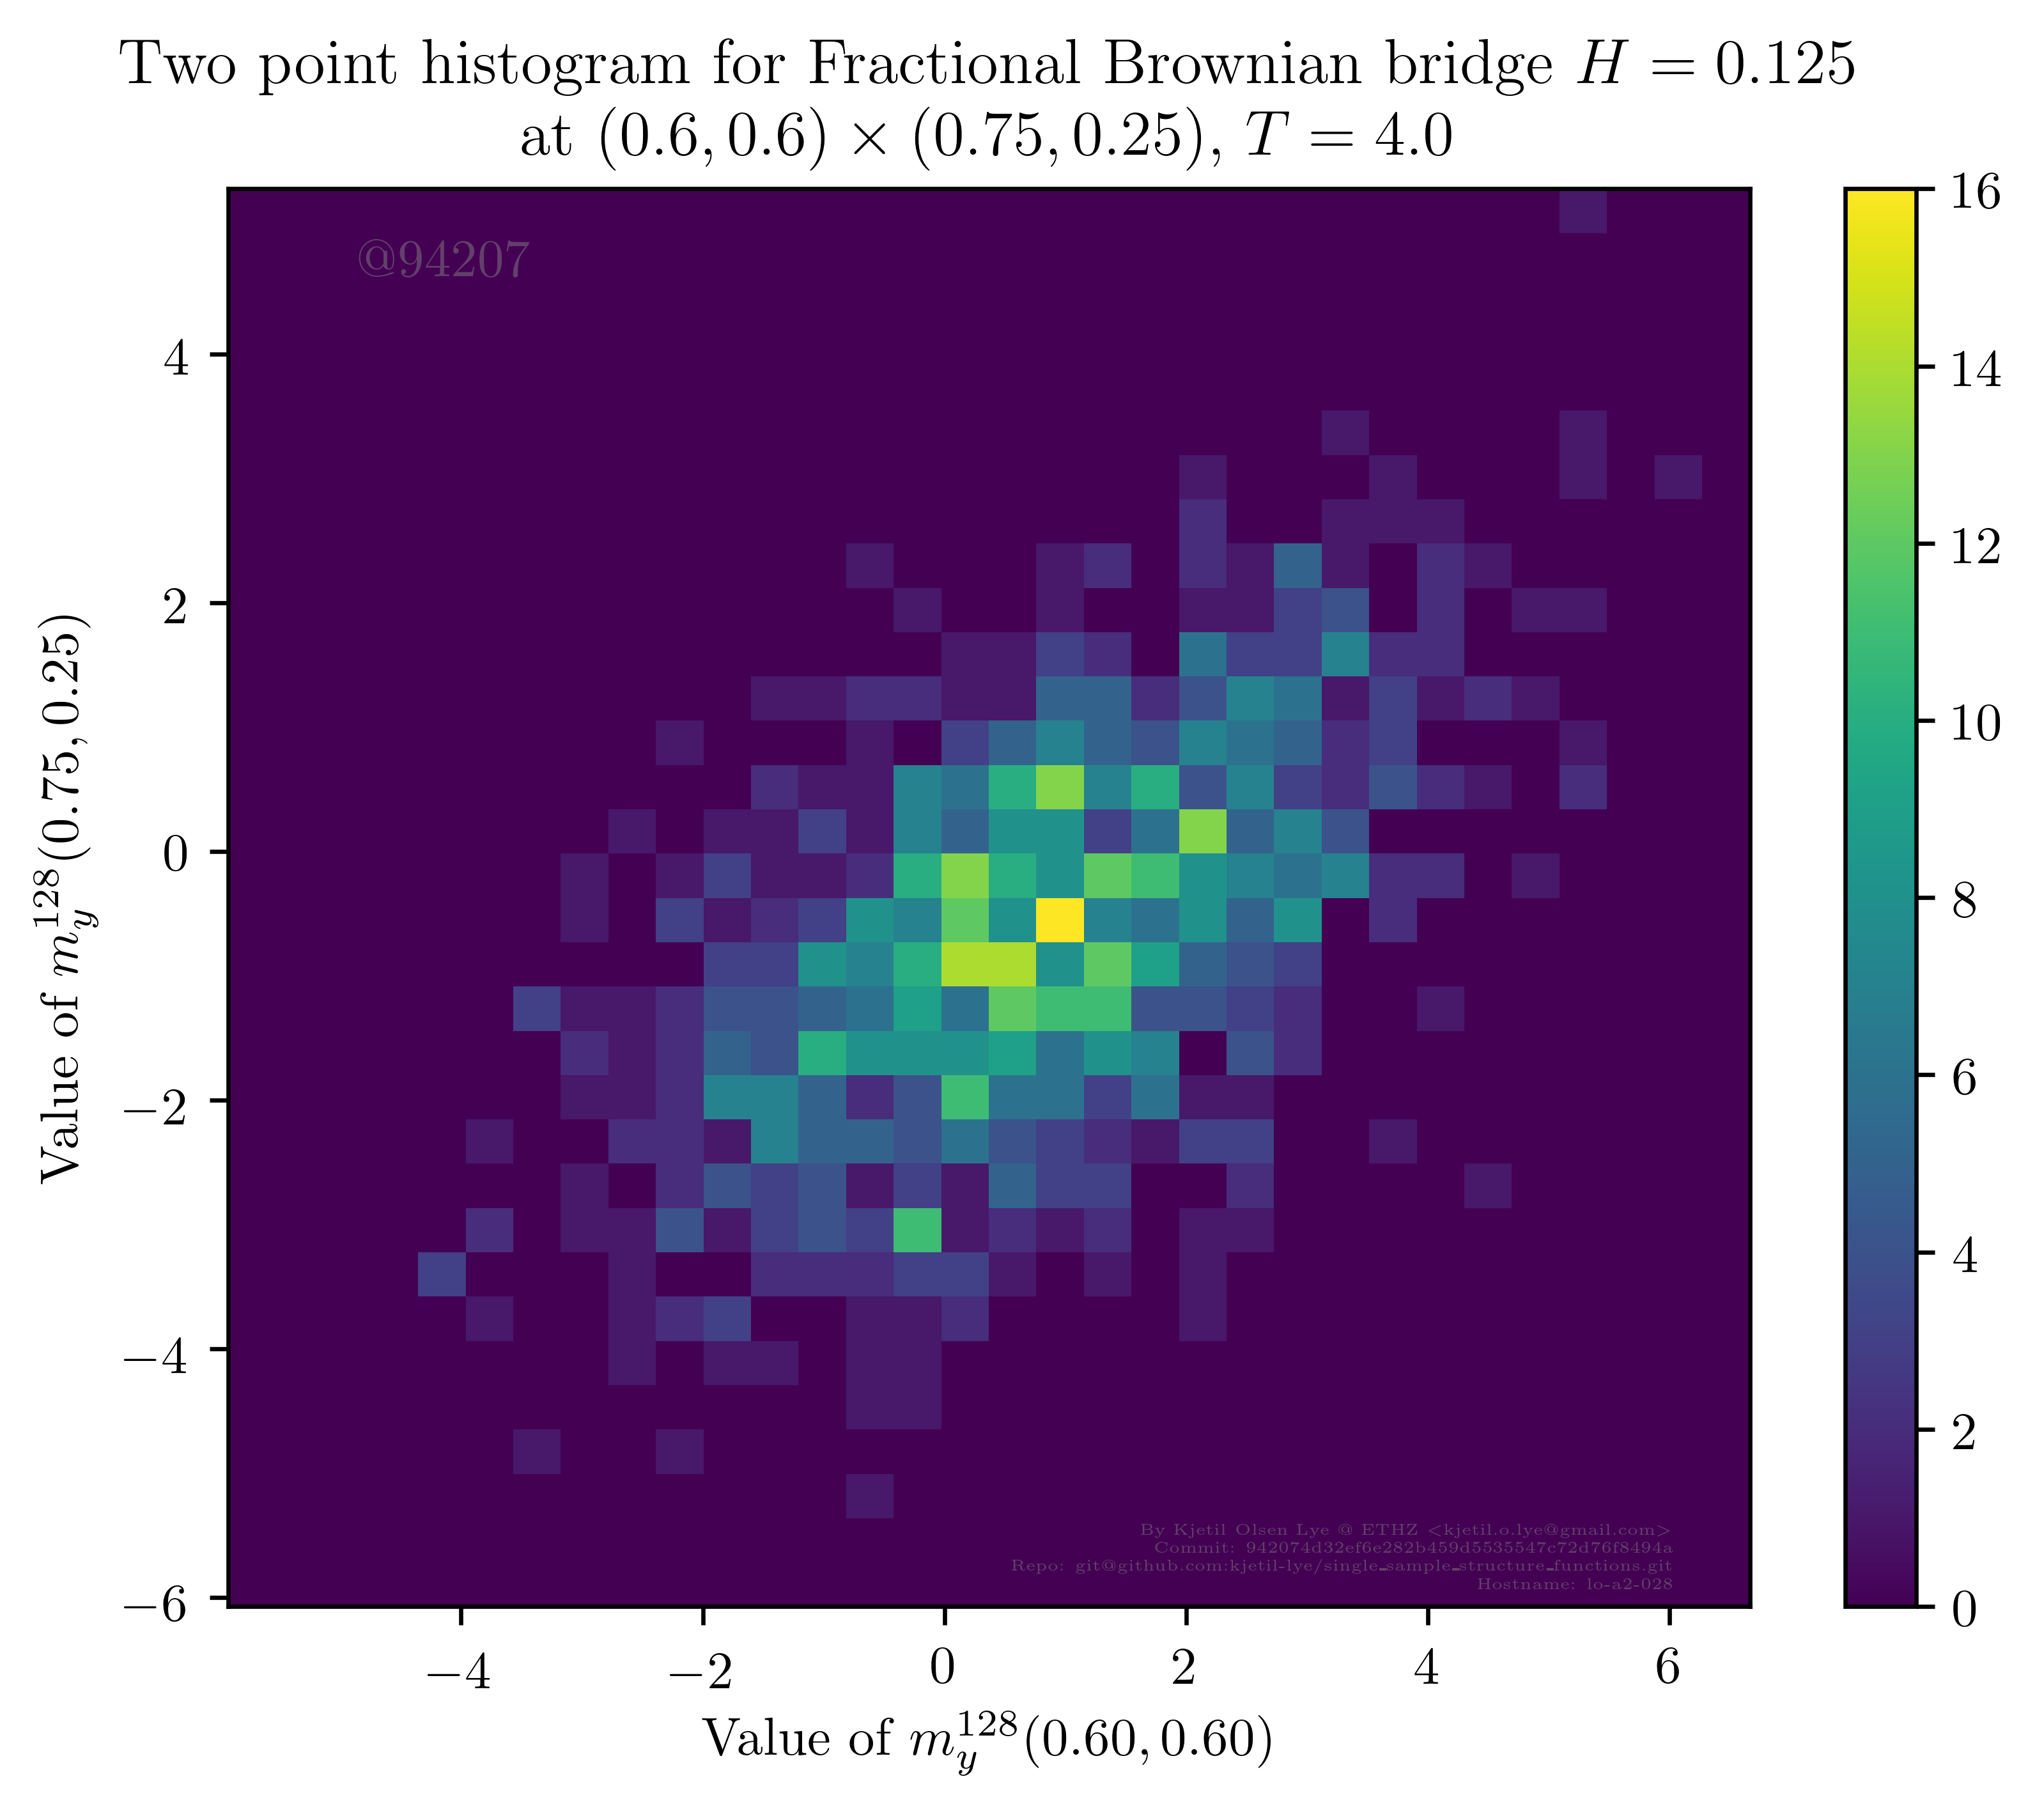 Two point histogram for Fractional Brownian bridge H = 0.125
at (0.6, 0.6) × (0.75, 0.25), T = 4.0
@94207
Value of m_y^128(0.75, 0.25)
4
2
0
−2
−4
−6
−4
−2
0
2
4
6
Value of m_y^128(0.60, 0.60)
16
14
12
10
8
6
4
2
0
By Kjetil Olsen Lye @ ETHZ <kjetil.o.lye@gmail.com>
Commit: 942074d32ef6e282b459d5535547c72d76f8494a
Repo: git@github.com:kjetil-lye/single_sample_structure_functions.git
Hostname: lo-a2-028